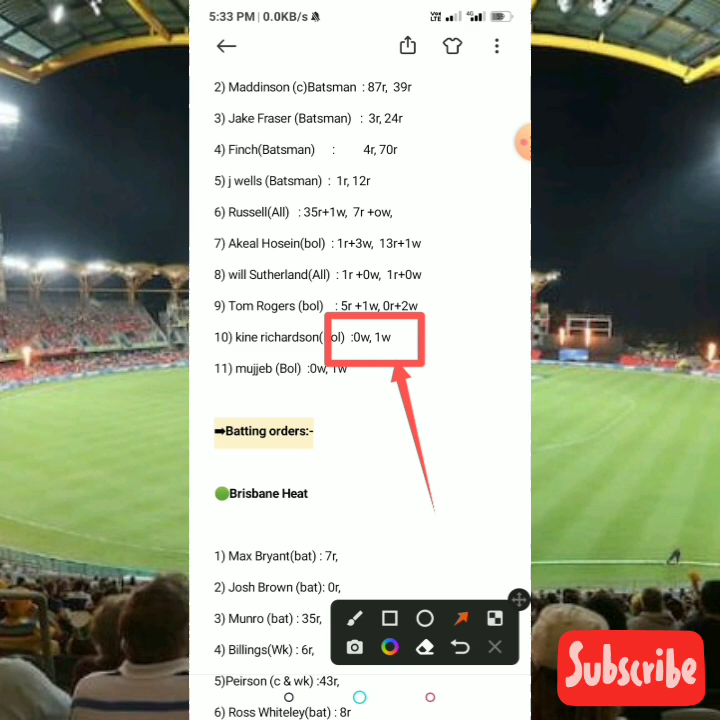 5:33 PM | 0.0KB/s
Vo LTE 4G
2) Maddinson (c)Batsman : 87r, 39r
3) Jake Fraser (Batsman) : 3r, 24r
4) Finch(Batsman) : 4r, 70r
5) j wells (Batsman) : 1r, 12r
6) Russell(All) : 35r+1w, 7r +ow,
7) Akeal Hosein(bol) : 1r+3w, 13r+1w
8) will Sutherland(All) : 1r +0w, 1r+0w
9) Tom Rogers (bol) : 5r +1w, 0r+2w
10) kine richardson(bol) :0w, 1w
11) mujjeb (Bol) :0w, 1w
➡Batting orders:-
🟢Brisbane Heat
1) Max Bryant(bat) : 7r,
2) Josh Brown (bat): 0r,
3) Munro (bat) : 35r,
4) Billings(Wk) : 6r,
5)Peirson (c & wk) :43r,
6) Ross Whiteley(bat) : 8r
Subscribe